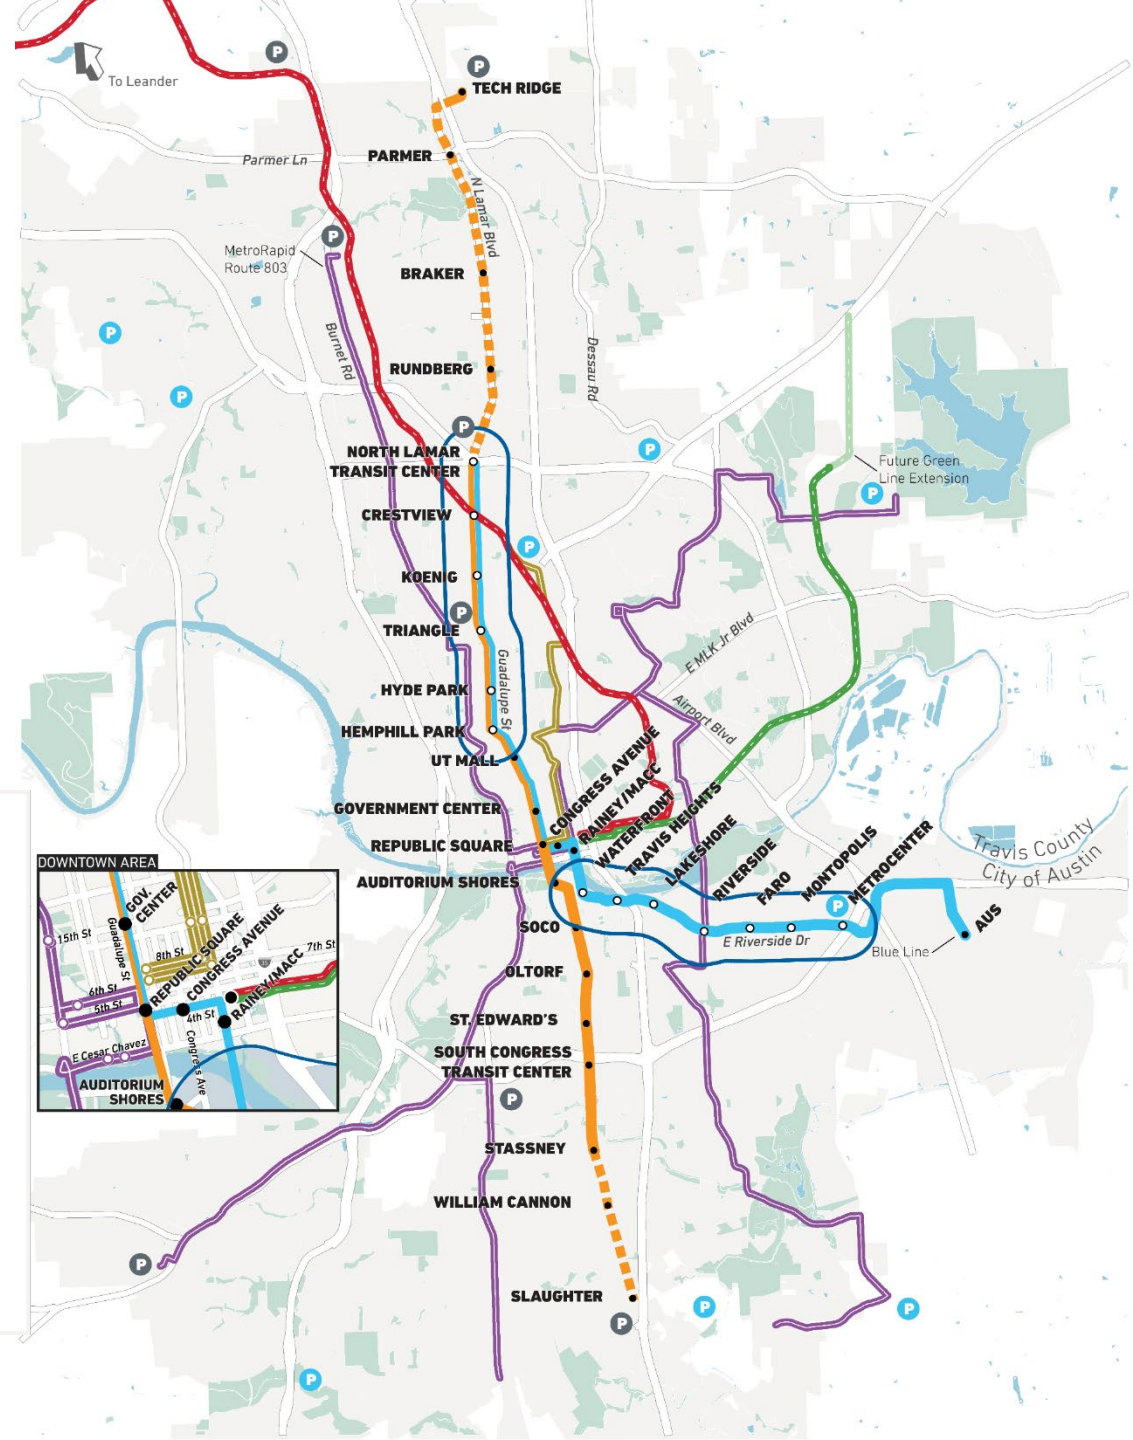 P
P
TECH RIDGE
To Leander
Parmer Ln
PARMER
N Lamar Blvd
P
MetroRapid
Route 803
BRAKER
P
Burnet Rd
Dessau Rd
RUNDBERG
P
P
P
NORTH LAMAR
TRANSIT CENTER
Future Green
Line Extension
P
CRESTVIEW
P
KOENIG
P
TRIANGLE
E MLK Jr Blvd
Guadalupe St
HYDE PARK
Airport Blvd
HEMPHILL PARK
UT MALL
CONGRESS AVENUE
RAINEY/MACC
WATERFRONT
TRAVIS HEIGHTS
LAKESHORE
RIVERSIDE
FARO
MONTOPOLIS
METROCENTER
GOVERNMENT CENTER
REPUBLIC SQUARE
AUDITORIUM SHORES
Travis County
City of Austin
P
SOCO
E Riverside Dr
AUS
Blue Line
OLTORF
ST. EDWARD'S
SOUTH CONGRESS
TRANSIT CENTER
P
STASSNEY
WILLIAM CANNON
P
SLAUGHTER
P
P
P
P
DOWNTOWN AREA
GOV.
CENTER
15th St
Guadalupe St
8th St
REPUBLIC SQUARE
CONGRESS AVENUE
RAINEY/MACC
7th St
6th St
5th St
4th St
E Cesar Chavez
Congress Ave
AUDITORIUM
SHORES